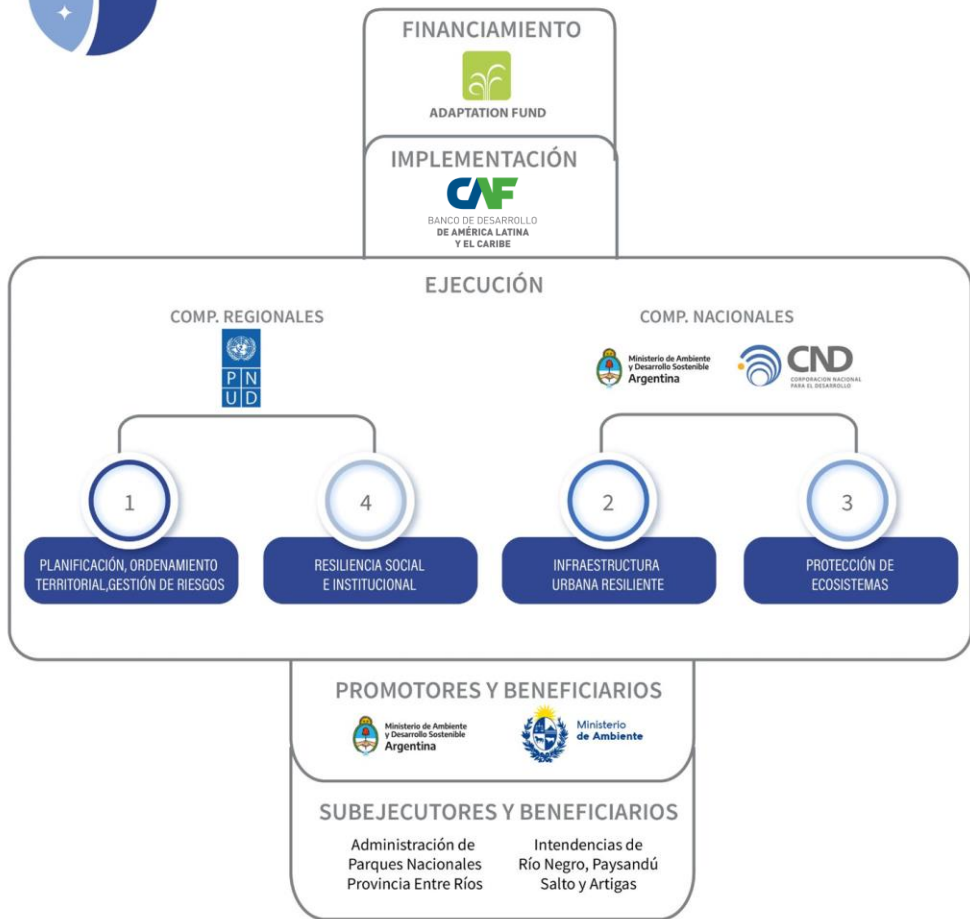 FINANCIAMIENTO
ADAPTATION FUND
IMPLEMENTACIÓN
CAF
BANCO DE DESARROLLO
DE AMÉRICA LATINA
Y EL CARIBE
EJECUCIÓN
COMP. REGIONALES
PN
UD
COMP. NACIONALES
Ministerio de Ambiente
y Desarrollo Sostenible
Argentina
CND
CORPORACION NACIONAL
PARA EL DESARROLLO
1
PLANIFICACIÓN, ORDENAMIENTO
TERRITORIAL,GESTIÓN DE RIESGOS
4
RESILIENCIA SOCIAL
E INSTITUCIONAL
2
INFRAESTRUCTURA
URBANA RESILIENTE
3
PROTECCIÓN DE
ECOSISTEMAS
PROMOTORES Y BENEFICIARIOS
Ministerio de Ambiente
y Desarrollo Sostenible
Argentina
Ministerio
de Ambiente
SUBEJECUTORES Y BENEFICIARIOS
Administración de
Parques Nacionales
Provincia Entre Ríos
Intendencias de
Río Negro, Paysandú
Salto y Artigas